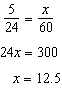 5/24 = x/60
24x = 300
x = 12.5